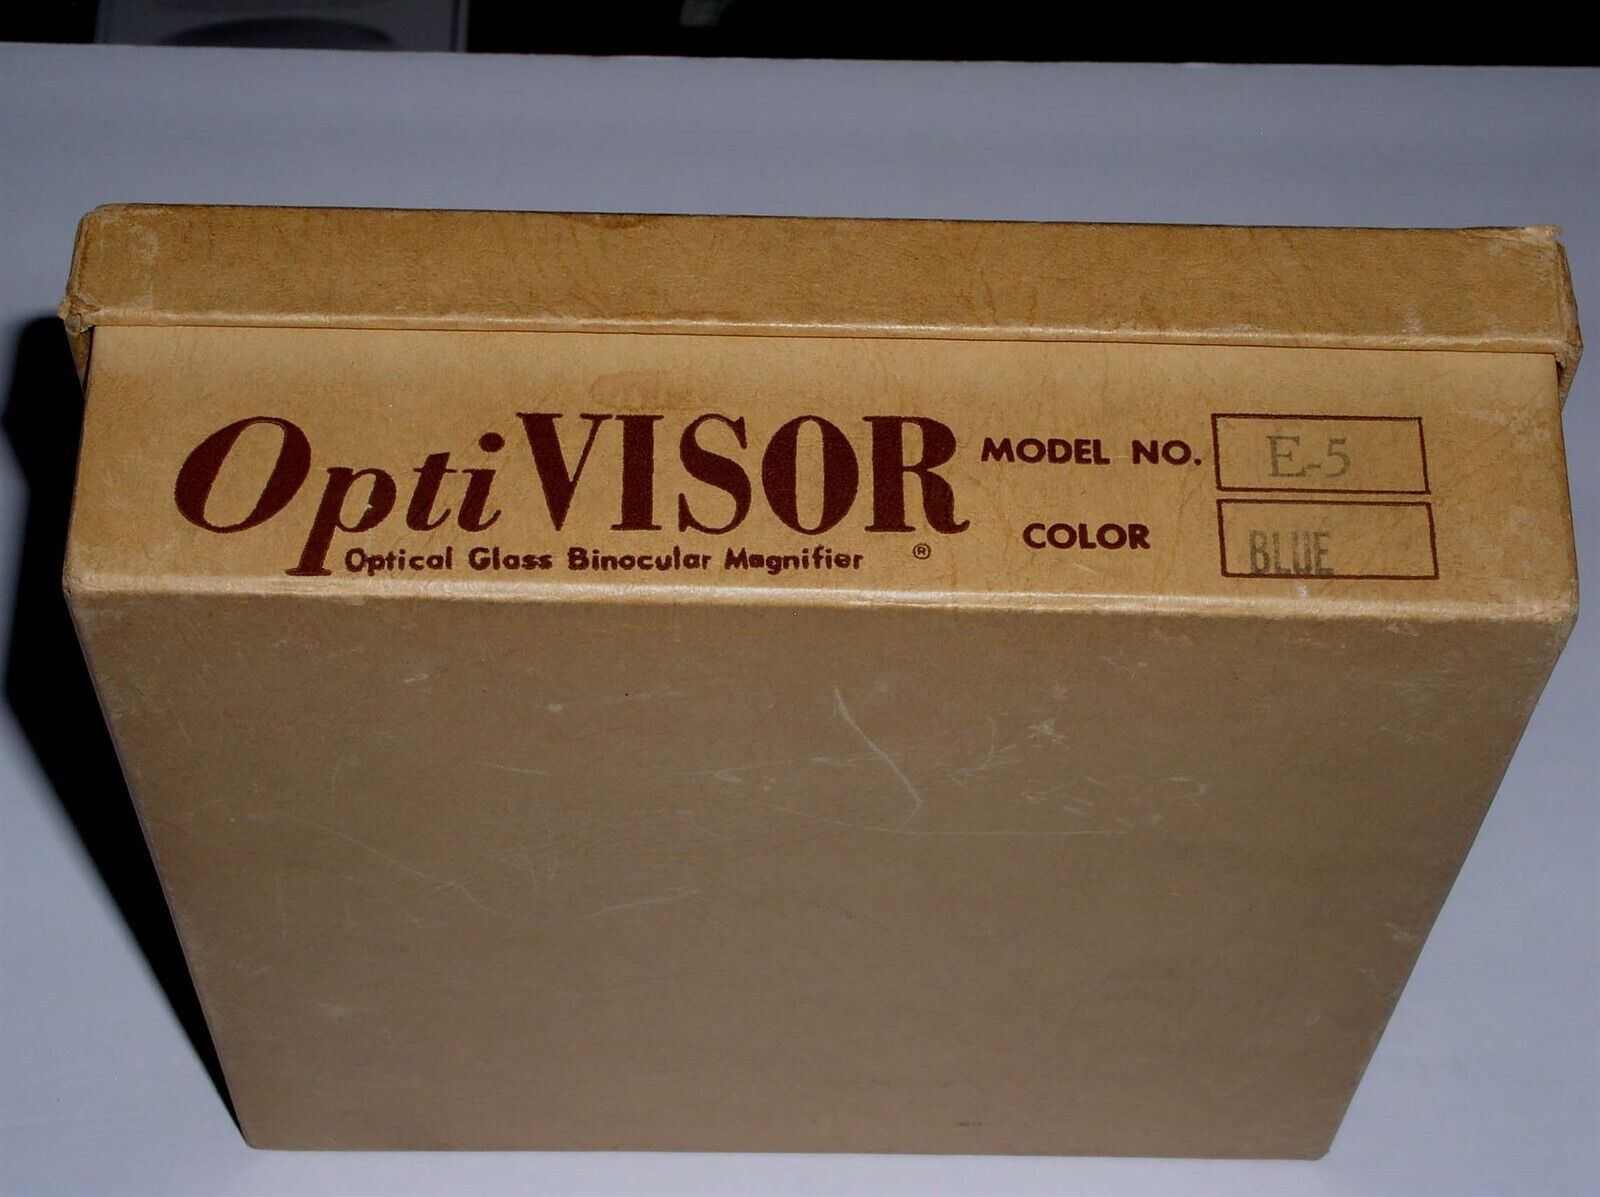 OptiVISOR
Optical Glass Binocular Magnifier ®
MODEL NO. E-5
COLOR BLUE